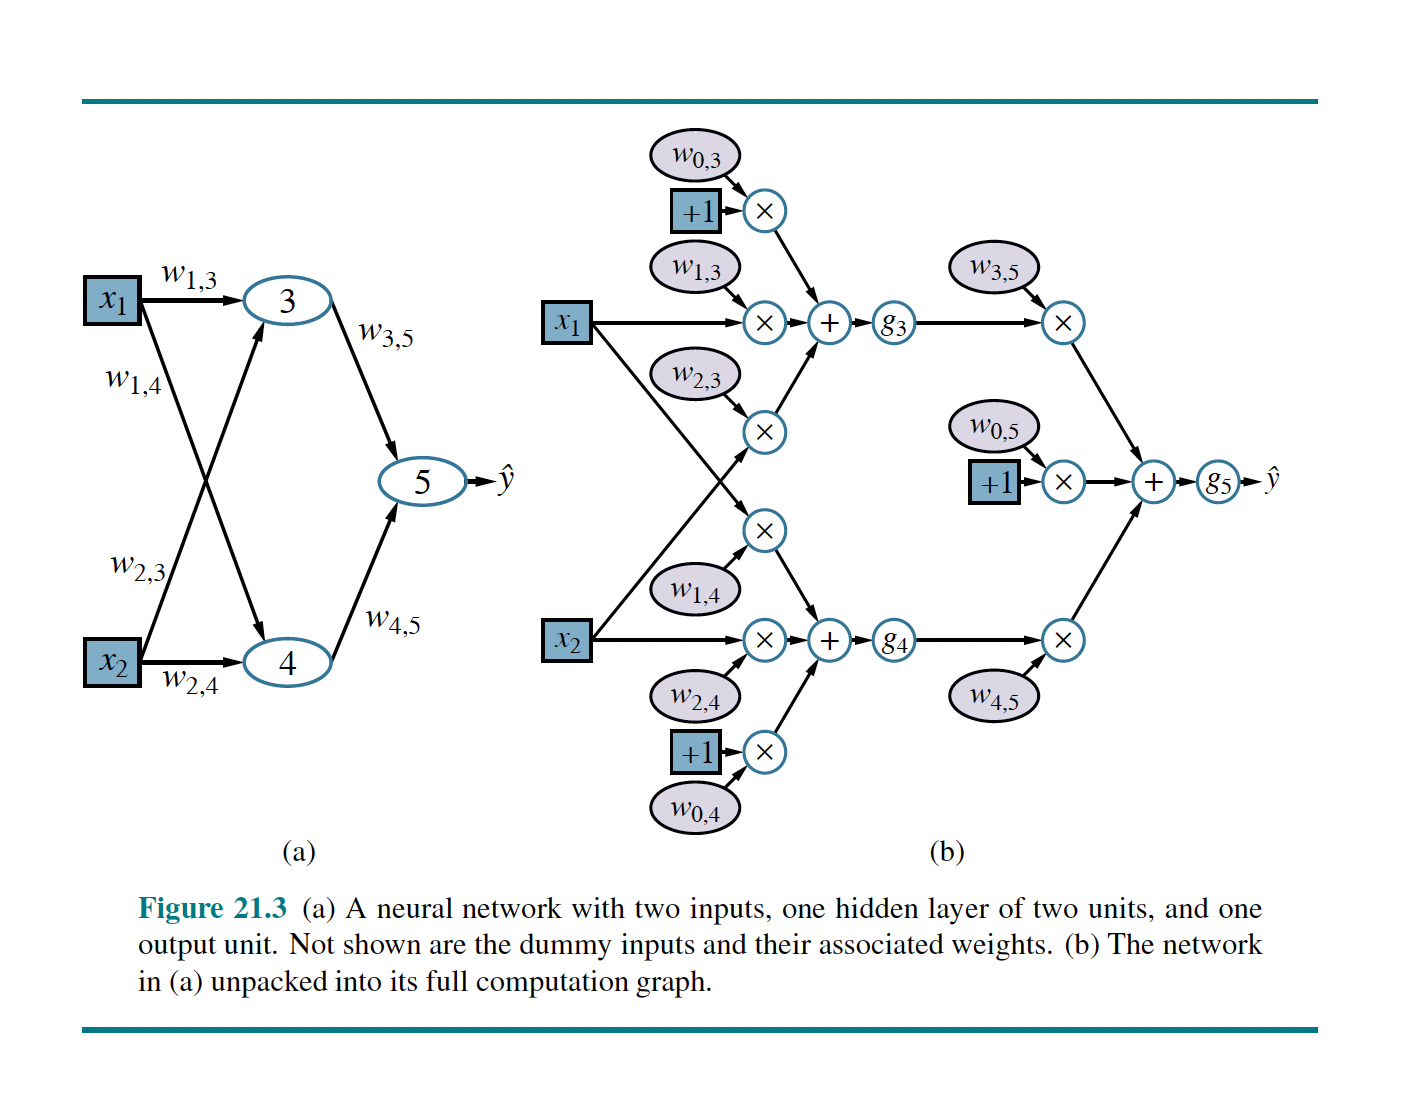 x1
w1,3
3
w3,5
w1,4
5
ŷ
w2,3
x2
w2,4
4
w4,5
(a)
w0,3
+1
×
w1,3
x1
×
+
g3
w3,5
×
w2,3
×
w0,5
+1
×
+
g5
ŷ
×
w1,4
x2
×
+
g4
×
w2,4
w4,5
+1
×
w0,4
(b)
Figure 21.3 (a) A neural network with two inputs, one hidden layer of two units, and one
output unit. Not shown are the dummy inputs and their associated weights. (b) The network
in (a) unpacked into its full computation graph.